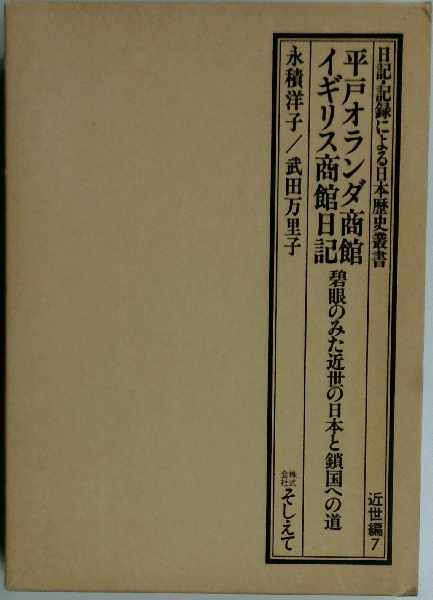 日記・記録による日本歴史叢書
近世編7
平戸オランダ商館
イギリス商館日記
碧眼のみた近世の日本と鎖国への道
永積洋子／武田万里子
株式会社そしえて